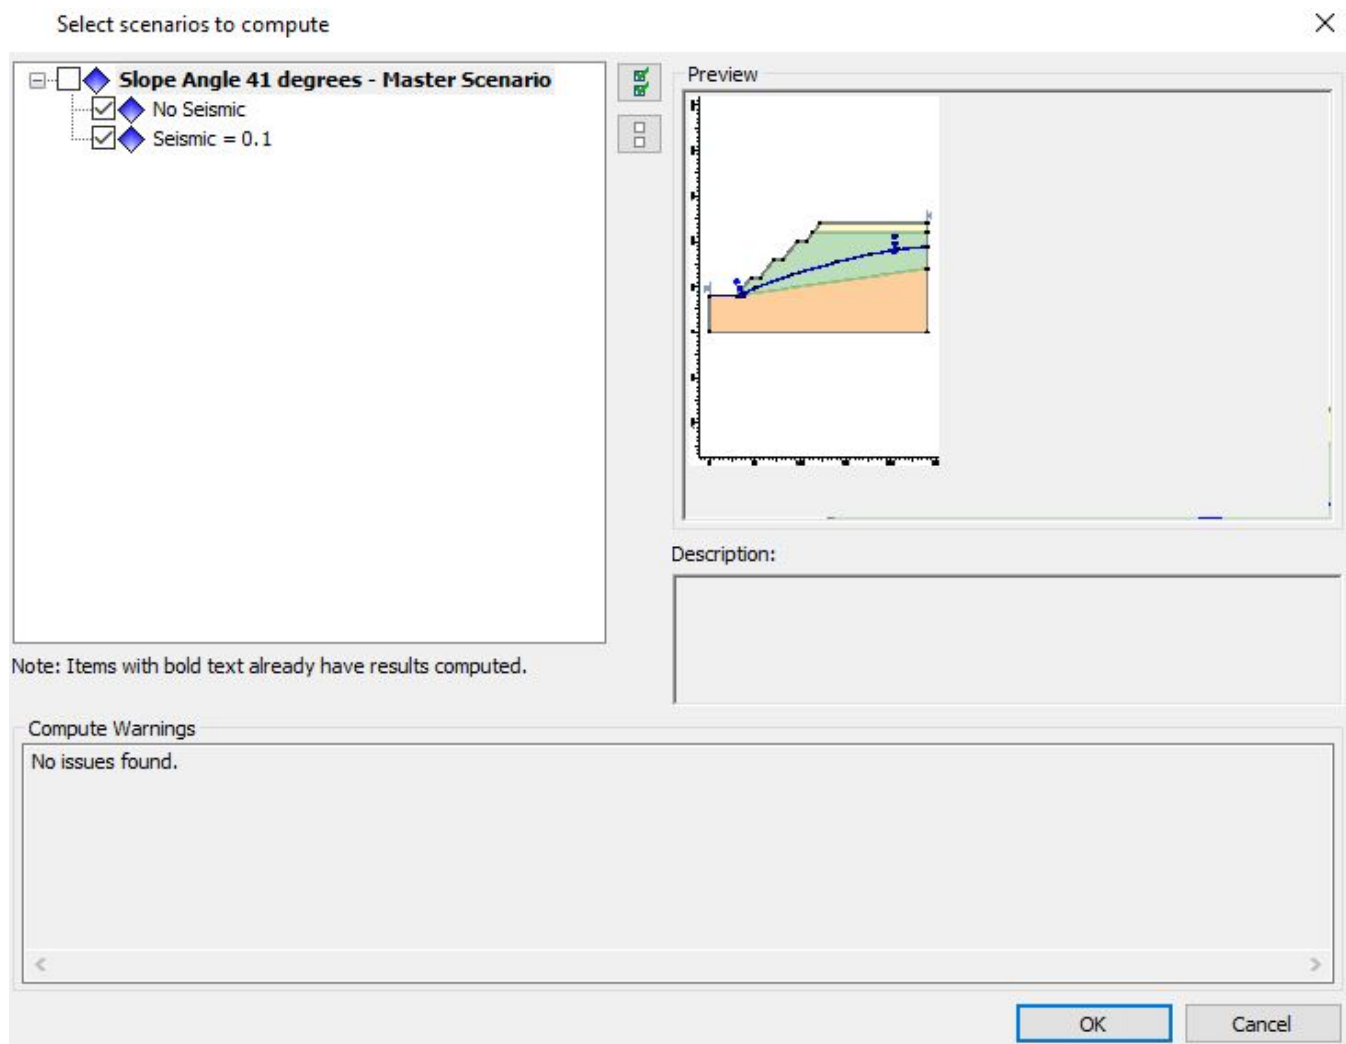 Select scenarios to compute
Slope Angle 41 degrees - Master Scenario
No Seismic
Seismic = 0.1
Preview
Description:
Note: Items with bold text already have results computed.
Compute Warnings
No issues found.
OK
Cancel